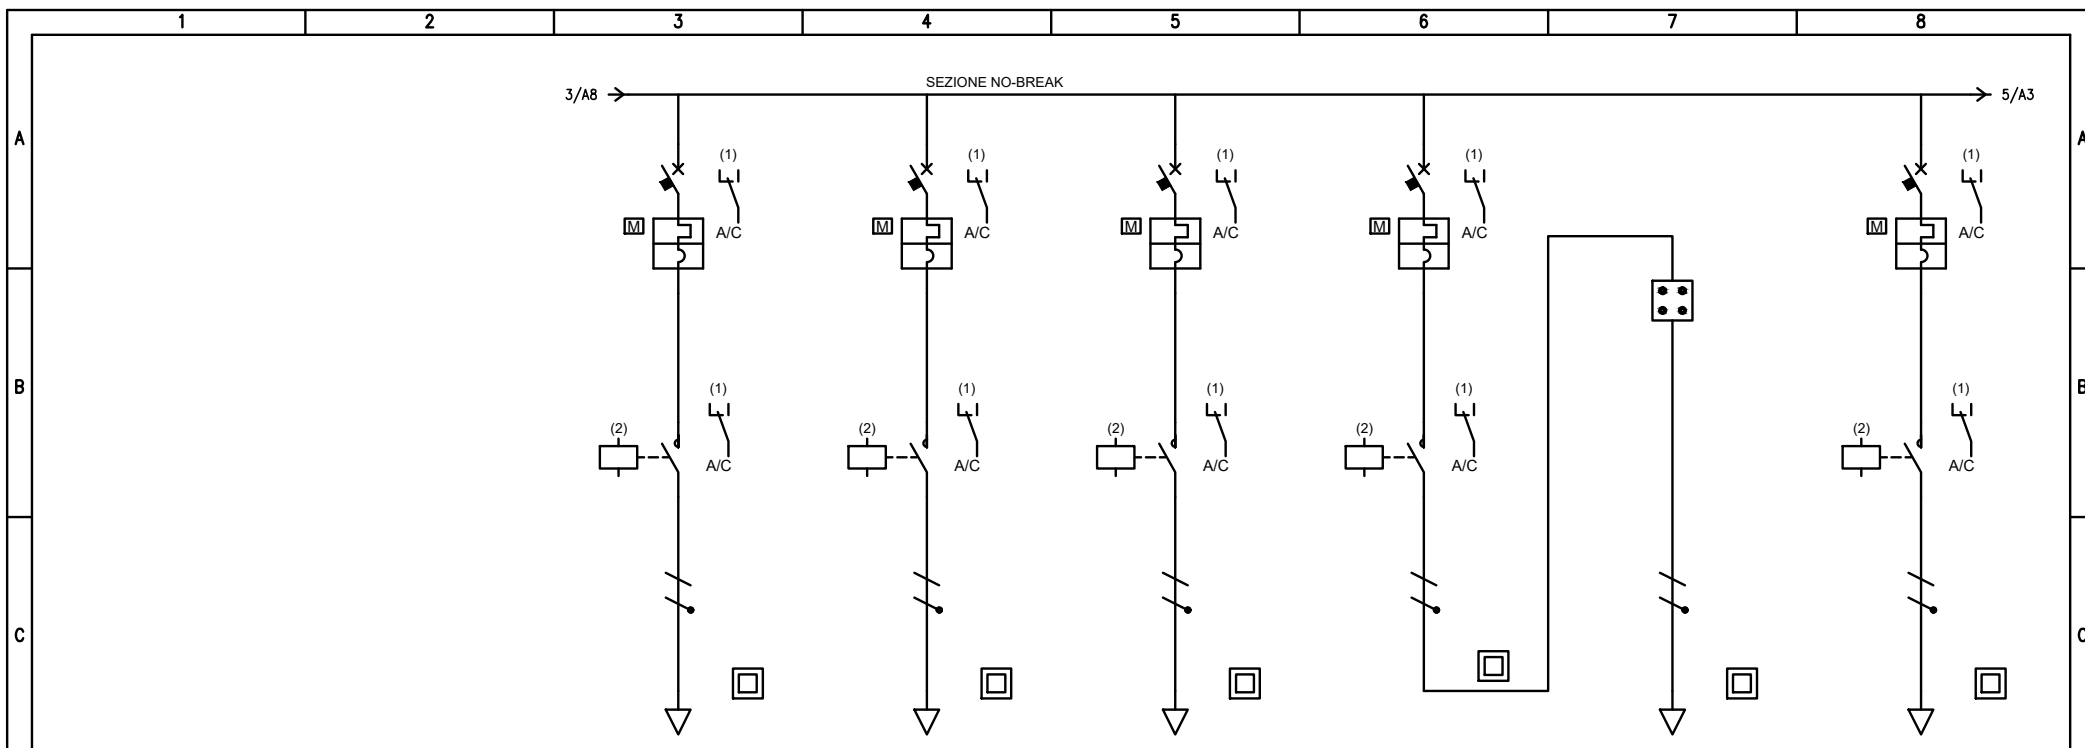 1 2 3 4 5 6 7 8
SEZIONE NO-BREAK
3/A8 5/A3
A A
(1) (1) (1) (1) (1)
M A/C M A/C M A/C M A/C M A/C
B B
(1) (1) (1) (1) (1)
(2) (2) (2) (2) (2)
A/C A/C A/C A/C A/C
C C